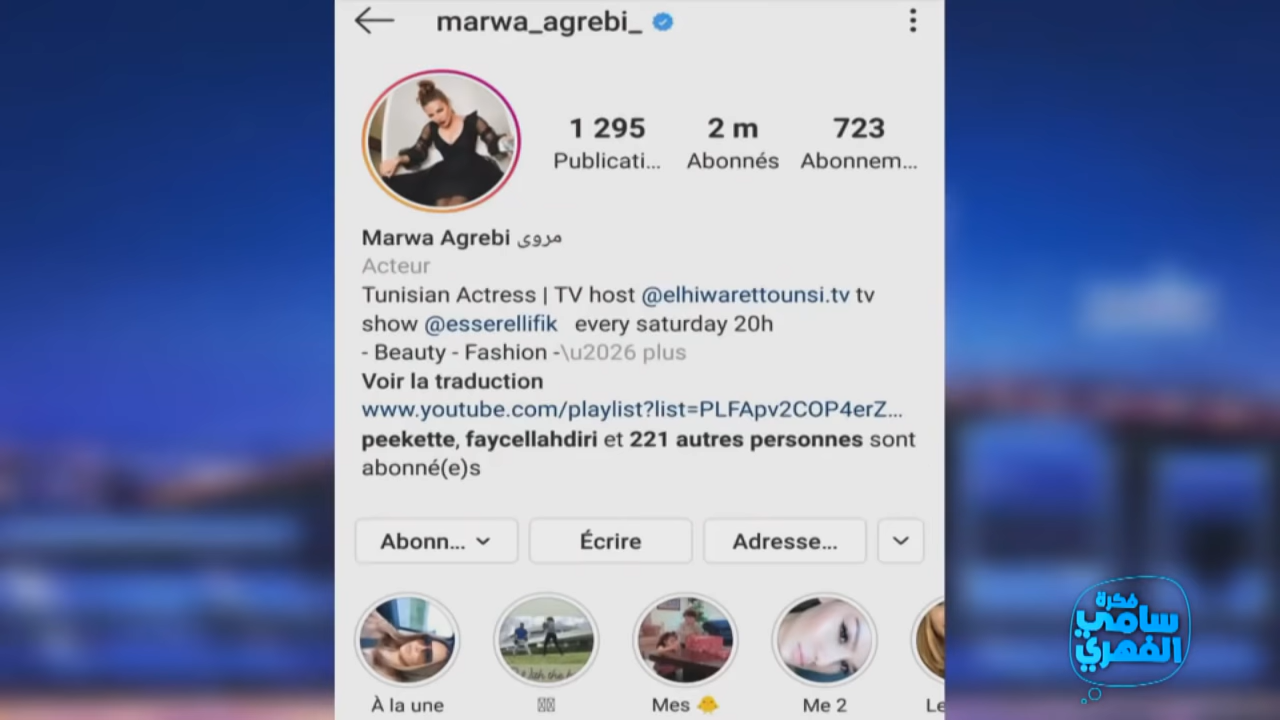 marwa_agrebi_
1 295
2 m
723
Publicati...
Abonnés
Abonnem...
Marwa Agrebi مروى
Acteur
Tunisian Actress | TV host @elhiwarettounsi.tv tv
show @esserellifik every saturday 20h
- Beauty - Fashion -\u2026 plus
Voir la traduction
www.youtube.com/playlist?list=PLFApv2COP4erZ...
peekette, faycellahdiri et 221 autres personnes sont
abonné(e)s
Abonn...
Écrire
Adresse...
À la une
Mes 🐥
Me 2
Le
فكرة
سامي
الفهري